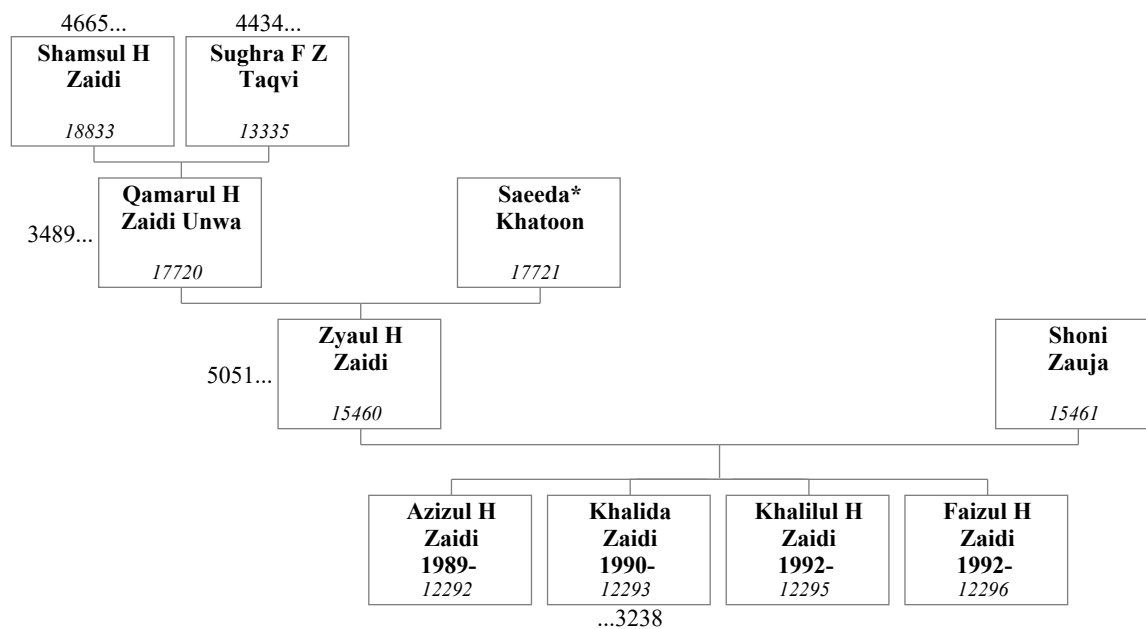 4665...
4434...
Shamsul H
Zaidi
18833
Sughra F Z
Taqvi
13335
3489...
Qamarul H
Zaidi Unwa
17720
Saeeda*
Khatoon
17721
5051...
Zyaul H
Zaidi
15460
Shoni
Zauja
15461
Azizul H
Zaidi
1989-
12292
Khalida
Zaidi
1990-
12293
Khalilul H
Zaidi
1992-
12295
Faizul H
Zaidi
1992-
12296
...3238